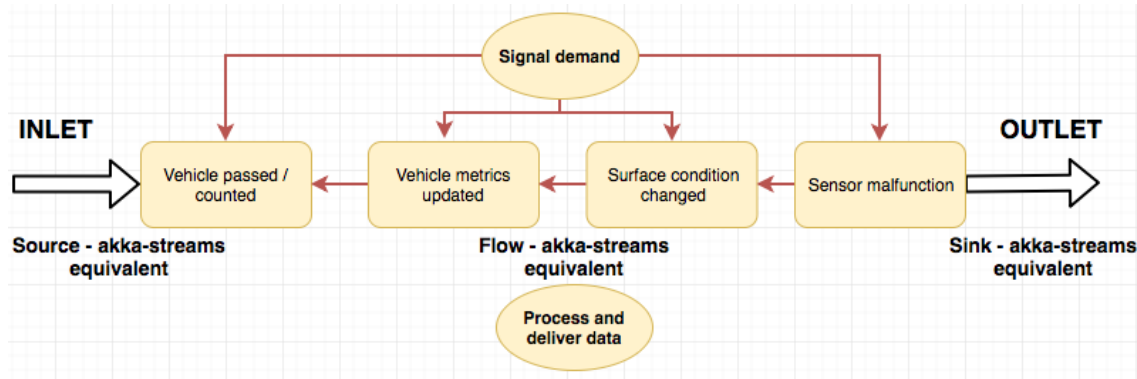 Signal demand
INLET
OUTLET
Vehicle passed /
counted
Vehicle metrics
updated
Surface condition
changed
Sensor malfunction
Source - akka-streams
equivalent
Flow - akka-streams
equivalent
Sink - akka-streams
equivalent
Process and
deliver data